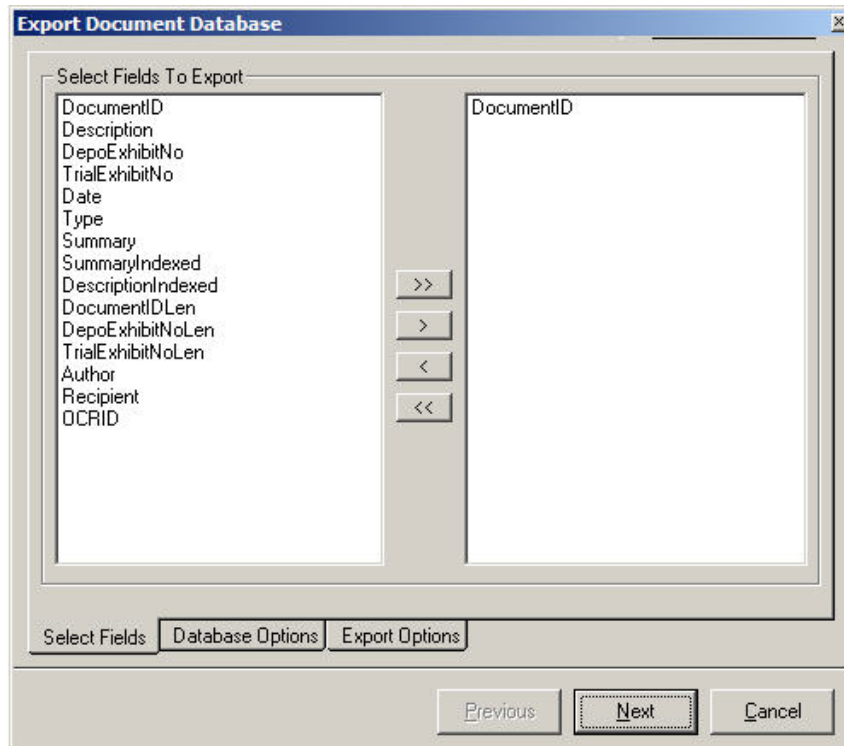 Export Document Database
Select Fields To Export
DocumentID
Description
DepoExhibitNo
TrialExhibitNo
Date
Type
Summary
SummaryIndexed
DescriptionIndexed
DocumentIDLen
DepoExhibitNoLen
TrialExhibitNoLen
Author
Recipient
OCRID
>>
>
<
<<
DocumentID
Select Fields Database Options Export Options
Previous Next Cancel